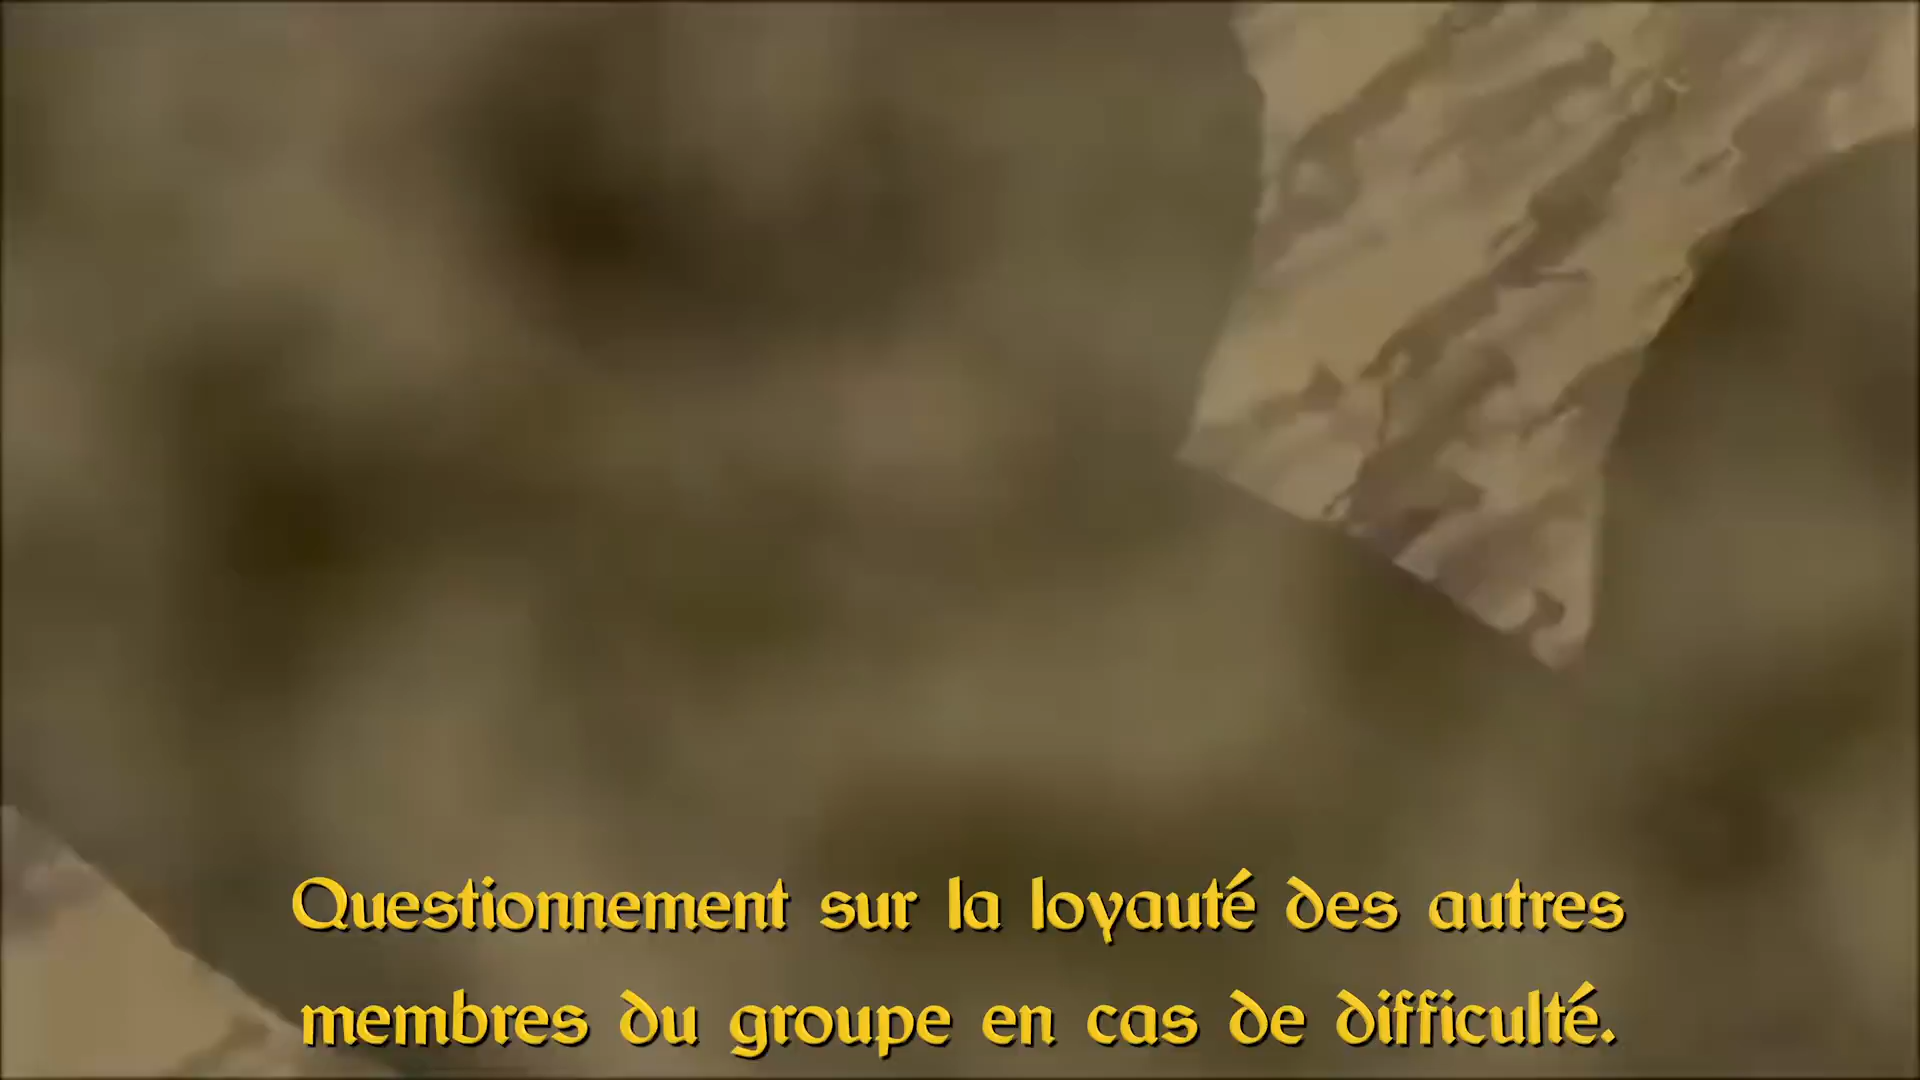 Questionnement sur la loyauté des autres
membres du groupe en cas de difficulté.